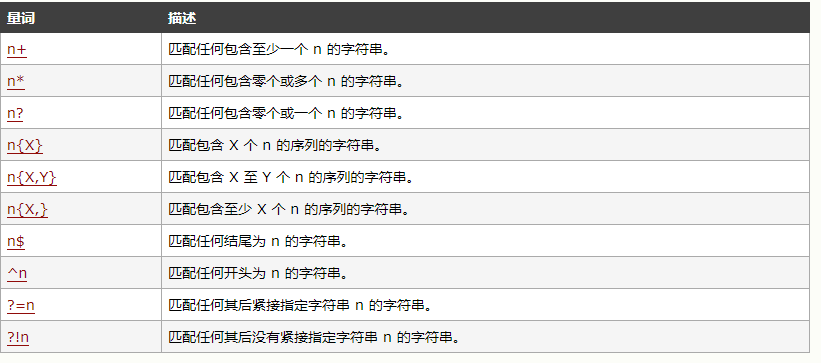 量词 描述
n+ 匹配任何包含至少一个 n 的字符串。
n* 匹配任何包含零个或多个 n 的字符串。
n? 匹配任何包含零个或一个 n 的字符串。
n{X} 匹配包含 X 个 n 的序列的字符串。
n{X,Y} 匹配包含 X 至 Y 个 n 的序列的字符串。
n{X,} 匹配包含至少 X 个 n 的序列的字符串。
n$ 匹配任何结尾为 n 的字符串。
^n 匹配任何开头为 n 的字符串。
?=n 匹配任何其后紧接指定字符串 n 的字符串。
?!n 匹配任何其后没有紧接指定字符串 n 的字符串。